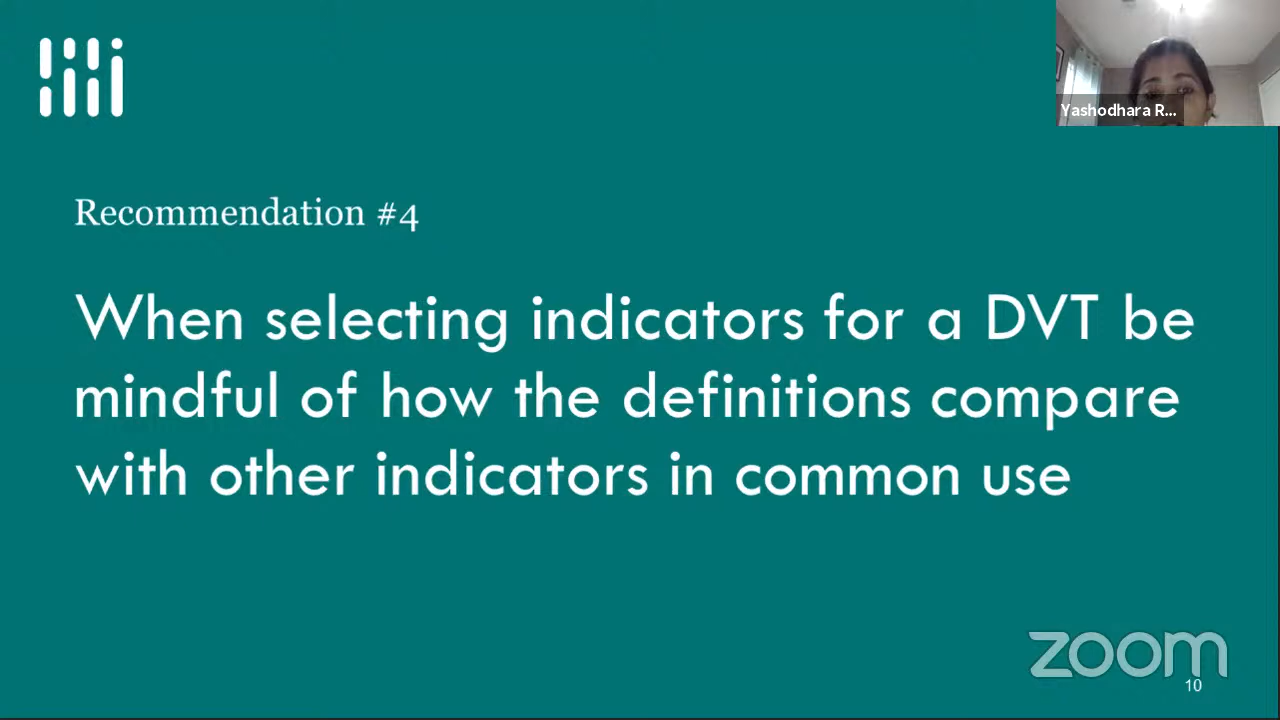 Yashodhara R...
Recommendation #4
When selecting indicators for a DVT be
mindful of how the definitions compare
with other indicators in common use
zoom
10